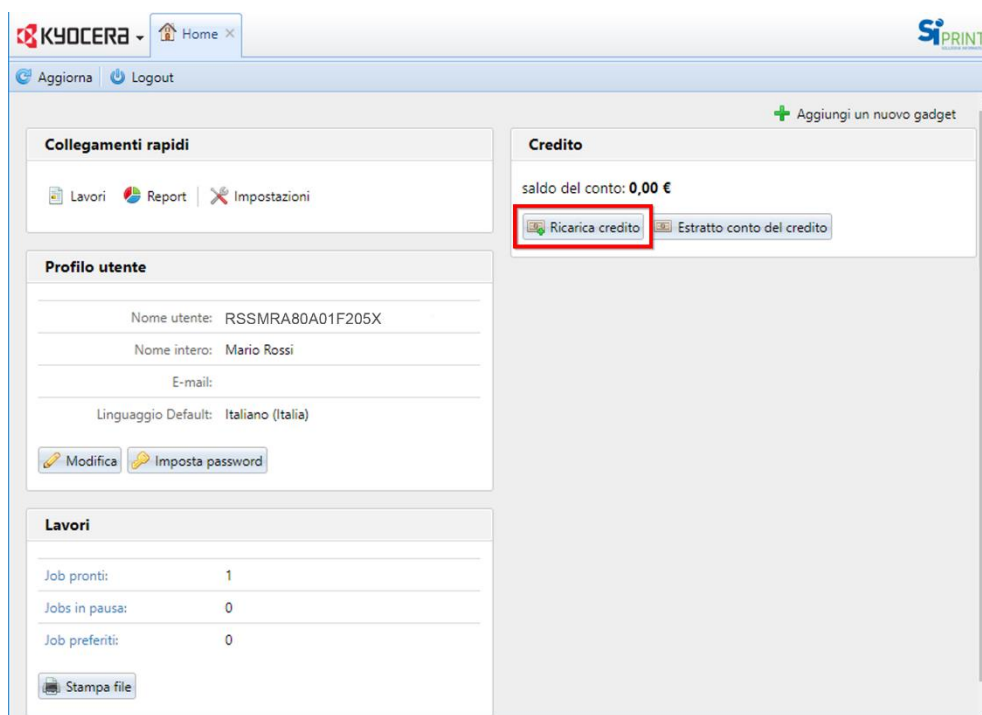 KYOCERA
Home
Si PRINT
Aggiorna
Logout
Aggiungi un nuovo gadget
Collegamenti rapidi
Lavori
Report
Impostazioni
Credito
saldo del conto: 0,00 €
Ricarica credito
Estratto conto del credito
Profilo utente
Nome utente: RSSMRA80A01F205X
Nome intero: Mario Rossi
E-mail:
Linguaggio Default: Italiano (Italia)
Modifica
Imposta password
Lavori
Job pronti: 1
Jobs in pausa: 0
Job preferiti: 0
Stampa file